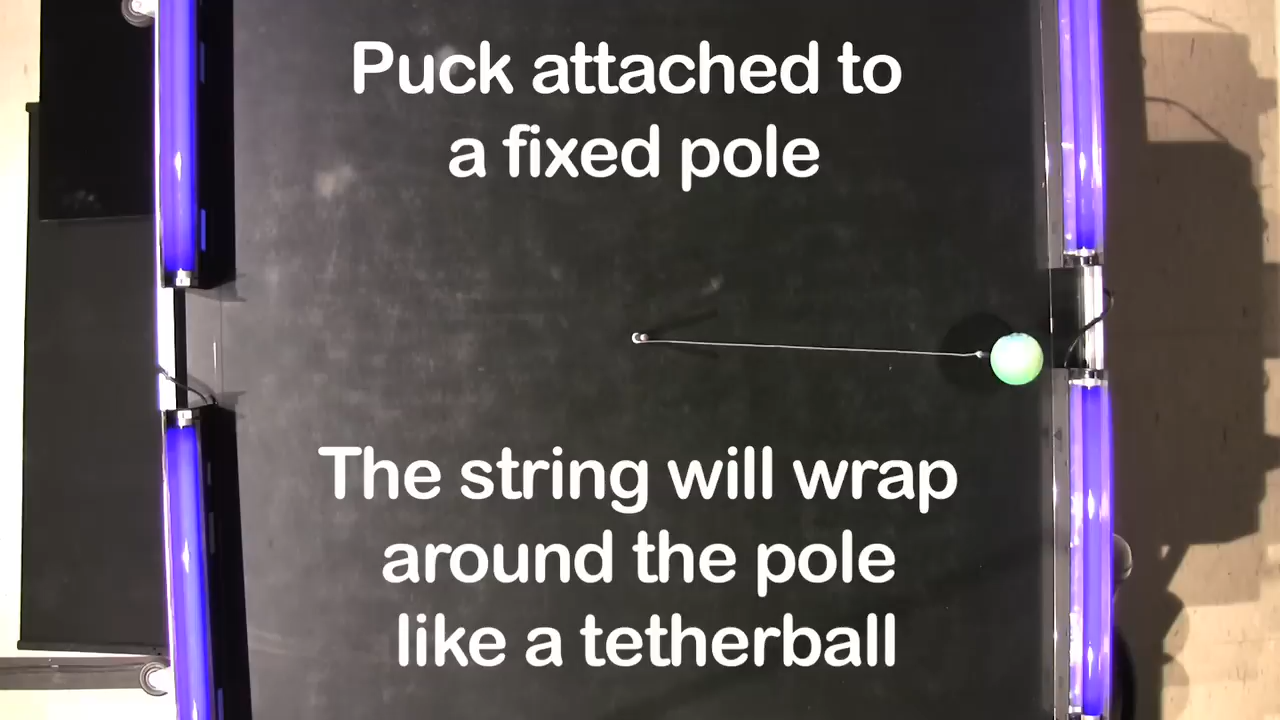 Puck attached to
a fixed pole
The string will wrap
around the pole
like a tetherball